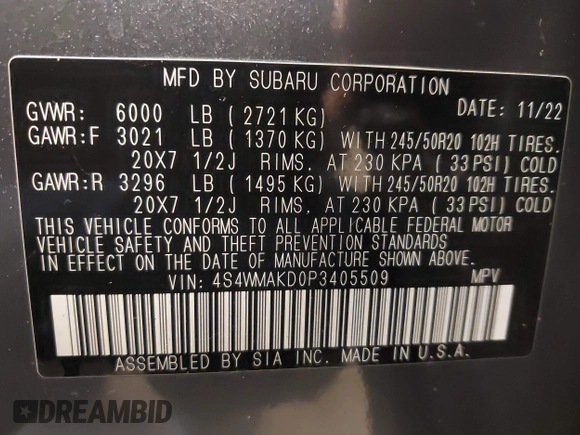 MFD BY SUBARU CORPORATION
GVWR: 6000 LB ( 2721 KG) DATE: 11/22
GAWR:F 3021 LB ( 1370 KG) WITH 245/50R20 102H TIRES.
20X7 1/2J RIMS. AT 230 KPA ( 33 PSI) COLD
GAWR:R 3296 LB ( 1495 KG) WITH 245/50R20 102H TIRES.
20X7 1/2J RIMS. AT 230 KPA ( 33 PSI) COLD
THIS VEHICLE CONFORMS TO ALL APPLICABLE FEDERAL MOTOR
VEHICLE SAFETY AND THEFT PREVENTION STANDARDS
IN EFFECT ON THE DATE OF MANUFACTURE SHOWN ABOVE.
VIN: 4S4WMAKD0P3405509 MPV
ASSEMBLED BY SIA INC. MADE IN U.S.A.
DREAMBID